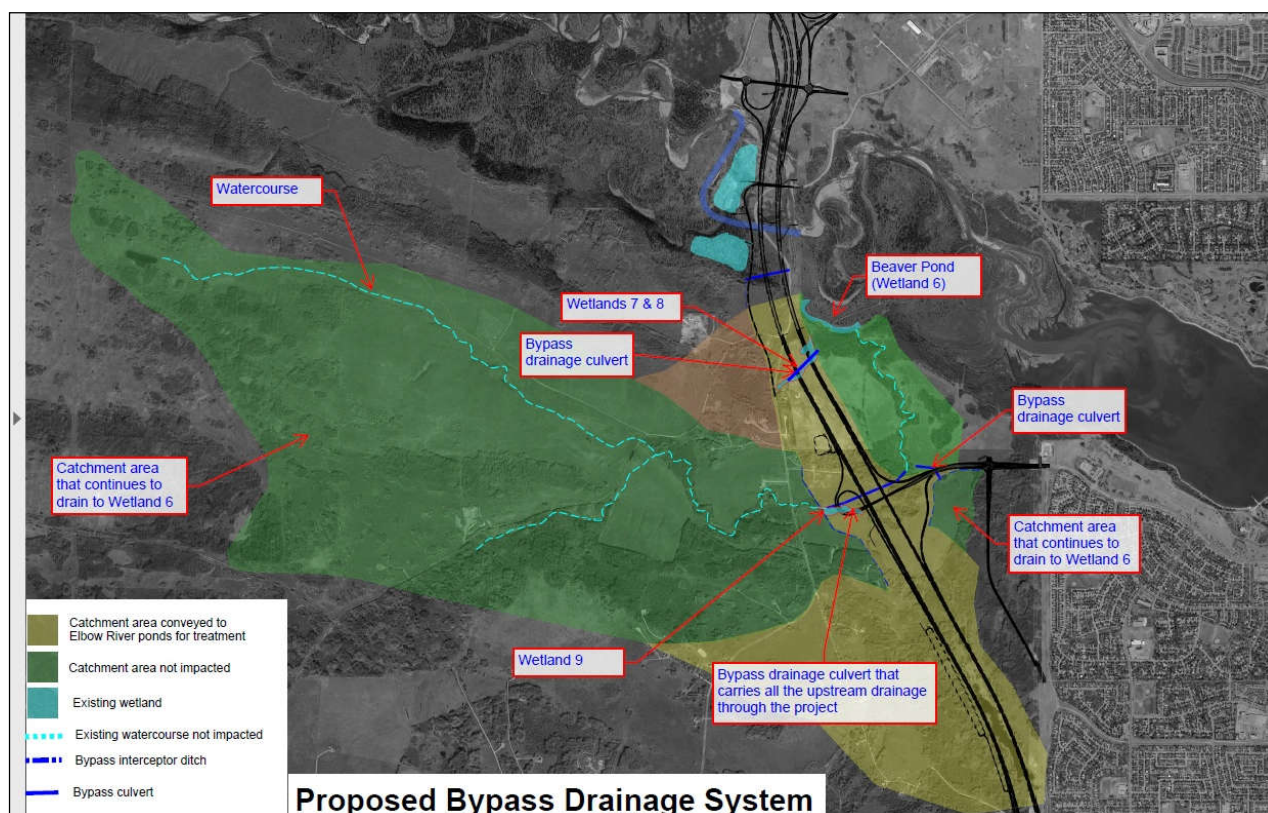 Watercourse
Beaver Pond
(Wetland 6)
Wetlands 7 & 8
Bypass
drainage culvert
Bypass
drainage culvert
Catchment area
that continues to
drain to Wetland 6
Catchment area
that continues to
drain to Wetland 6
Wetland 9
Bypass drainage culvert that
carries all the upstream drainage
through the project
Catchment area conveyed to
Elbow River ponds for treatment
Catchment area not impacted
Existing wetland
Existing watercourse not impacted
Bypass interceptor ditch
Bypass culvert
Proposed Bypass Drainage System